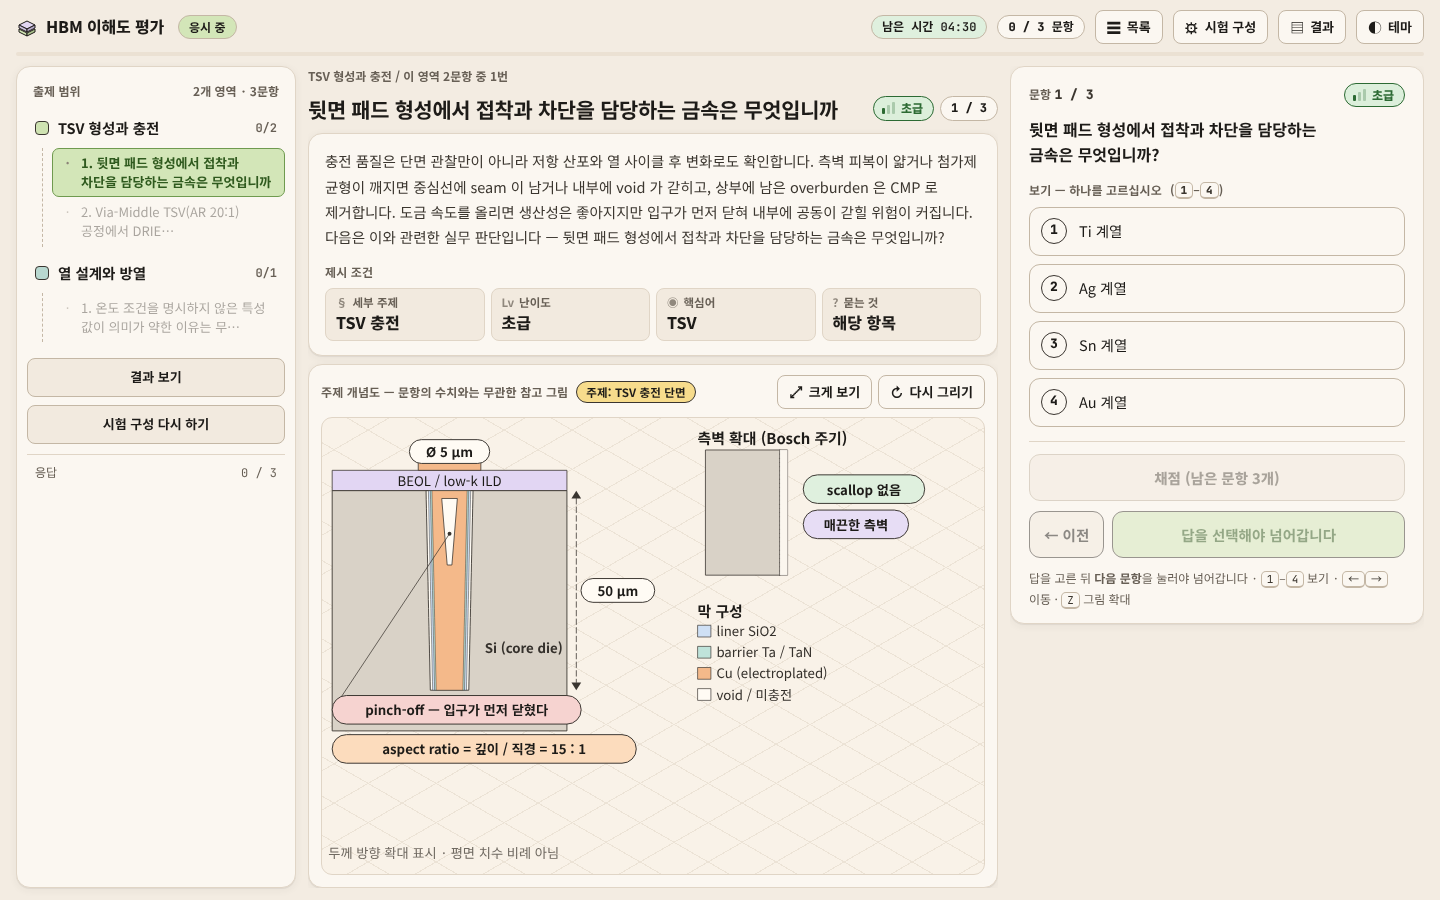 HBM 이해도 평가
응시 중
남은 시간 04:30
0 / 3 문항
목록
시험 구성
결과
테마
출제 범위
2개 영역 · 3문항
TSV 형성과 충전
0/2
· 1. 뒷면 패드 형성에서 접착과
차단을 담당하는 금속은 무엇입니까
· 2. Via-Middle TSV(AR 20:1)
공정에서 DRIE…
열 설계와 방열
0/1
· 1. 온도 조건을 명시하지 않은 특성
값이 의미가 약한 이유는 무…
결과 보기
시험 구성 다시 하기
응답
0 / 3
TSV 형성과 충전 / 이 영역 2문항 중 1번
뒷면 패드 형성에서 접착과 차단을 담당하는 금속은 무엇입니까
초급
1 / 3
충전 품질은 단면 관찰만이 아니라 저항 산포와 열 사이클 후 변화로도 확인합니다. 측벽 피복이 얇거나 첨가제
균형이 깨지면 중심선에 seam 이 남거나 내부에 void 가 갇히고, 상부에 남은 overburden 은 CMP 로
제거합니다. 도금 속도를 올리면 생산성은 좋아지지만 입구가 먼저 닫혀 내부에 공동이 갇힐 위험이 커집니다.
다음은 이와 관련한 실무 판단입니다 — 뒷면 패드 형성에서 접착과 차단을 담당하는 금속은 무엇입니까?
제시 조건
§ 세부 주제
TSV 충전
Lv 난이도
초급
◉ 핵심어
TSV
? 묻는 것
해당 항목
주제 개념도 — 문항의 수치와는 무관한 참고 그림
주제: TSV 충전 단면
크게 보기
다시 그리기
Ø 5 µm
BEOL / low-k ILD
50 µm
Si (core die)
pinch-off — 입구가 먼저 닫혔다
aspect ratio = 깊이 / 직경 = 15 : 1
측벽 확대 (Bosch 주기)
scallop 없음
매끈한 측벽
막 구성
liner SiO2
barrier Ta / TaN
Cu (electroplated)
void / 미충전
두께 방향 확대 표시 · 평면 치수 비례 아님
문항 1 / 3
초급
뒷면 패드 형성에서 접착과 차단을 담당하는
금속은 무엇입니까?
보기 — 하나를 고르십시오 (1–4)
1 Ti 계열
2 Ag 계열
3 Sn 계열
4 Au 계열
채점 (남은 문항 3개)
← 이전
답을 선택해야 넘어갑니다
답을 고른 뒤 다음 문항을 눌러야 넘어갑니다 · 1–4 보기 · ← →
이동 · Z 그림 확대